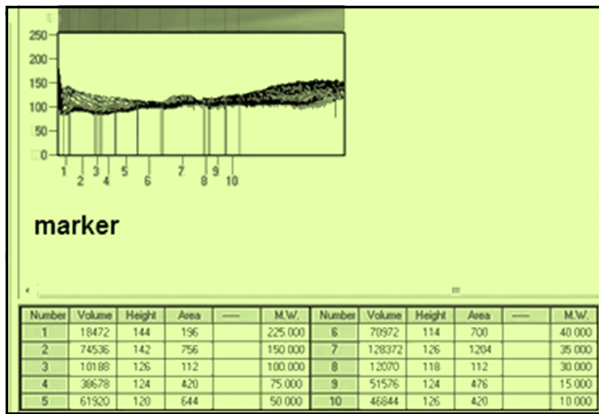 250
200
150
100
50
0
1 2 3 4 5 6 7 8 9 10
marker
Number Volume Height Area ---- M.W. Number Volume Height Area ---- M.W.
1 18472 144 196 225.000 6 70972 114 700 40.000
2 74536 142 756 150.000 7 128372 126 1204 35.000
3 10188 126 112 100.000 8 12070 118 112 30.000
4 38678 124 420 75.000 9 51576 124 476 15.000
5 61920 120 644 50.000 10 46844 126 420 10.000